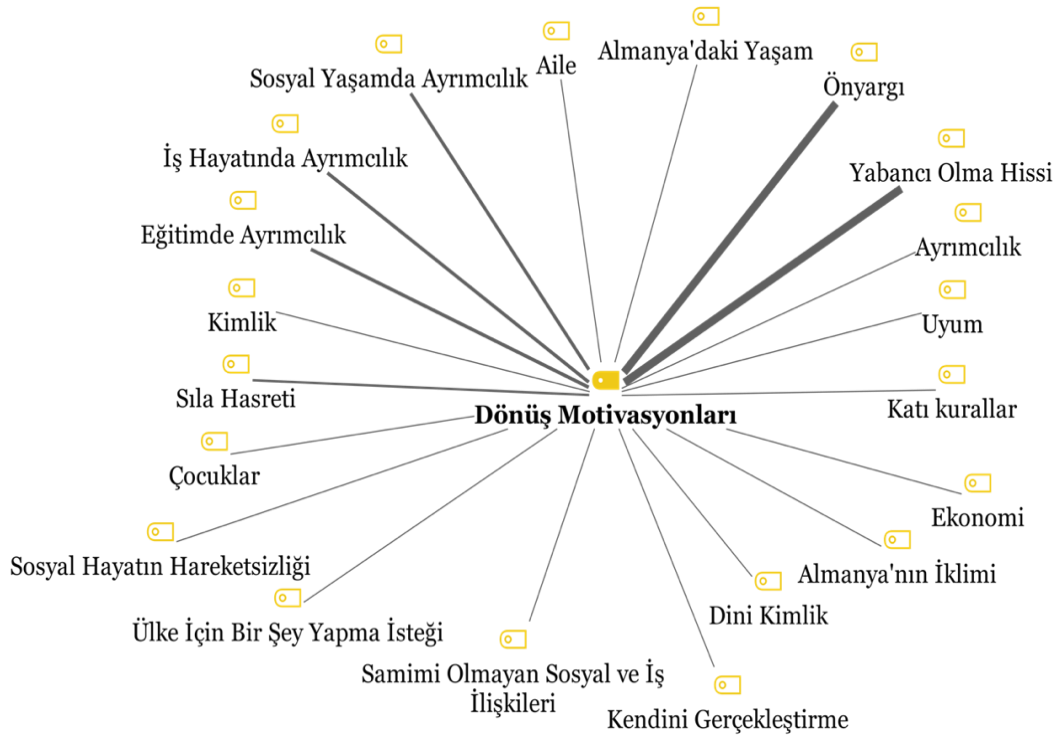 Almanya'daki Yaşam
Aile
Sosyal Yaşamda Ayrımcılık
Önyargı
İş Hayatında Ayrımcılık
Yabancı Olma Hissi
Eğitimde Ayrımcılık
Ayrımcılık
Kimlik
Uyum
Sıla Hasreti
Katı kurallar
Dönüş Motivasyonları
Çocuklar
Ekonomi
Sosyal Hayatın Hareketsizliği
Almanya'nın İklimi
Dini Kimlik
Ülke İçin Bir Şey Yapma İsteği
Samimi Olmayan Sosyal ve İş
İlişkileri
Kendini Gerçekleştirme